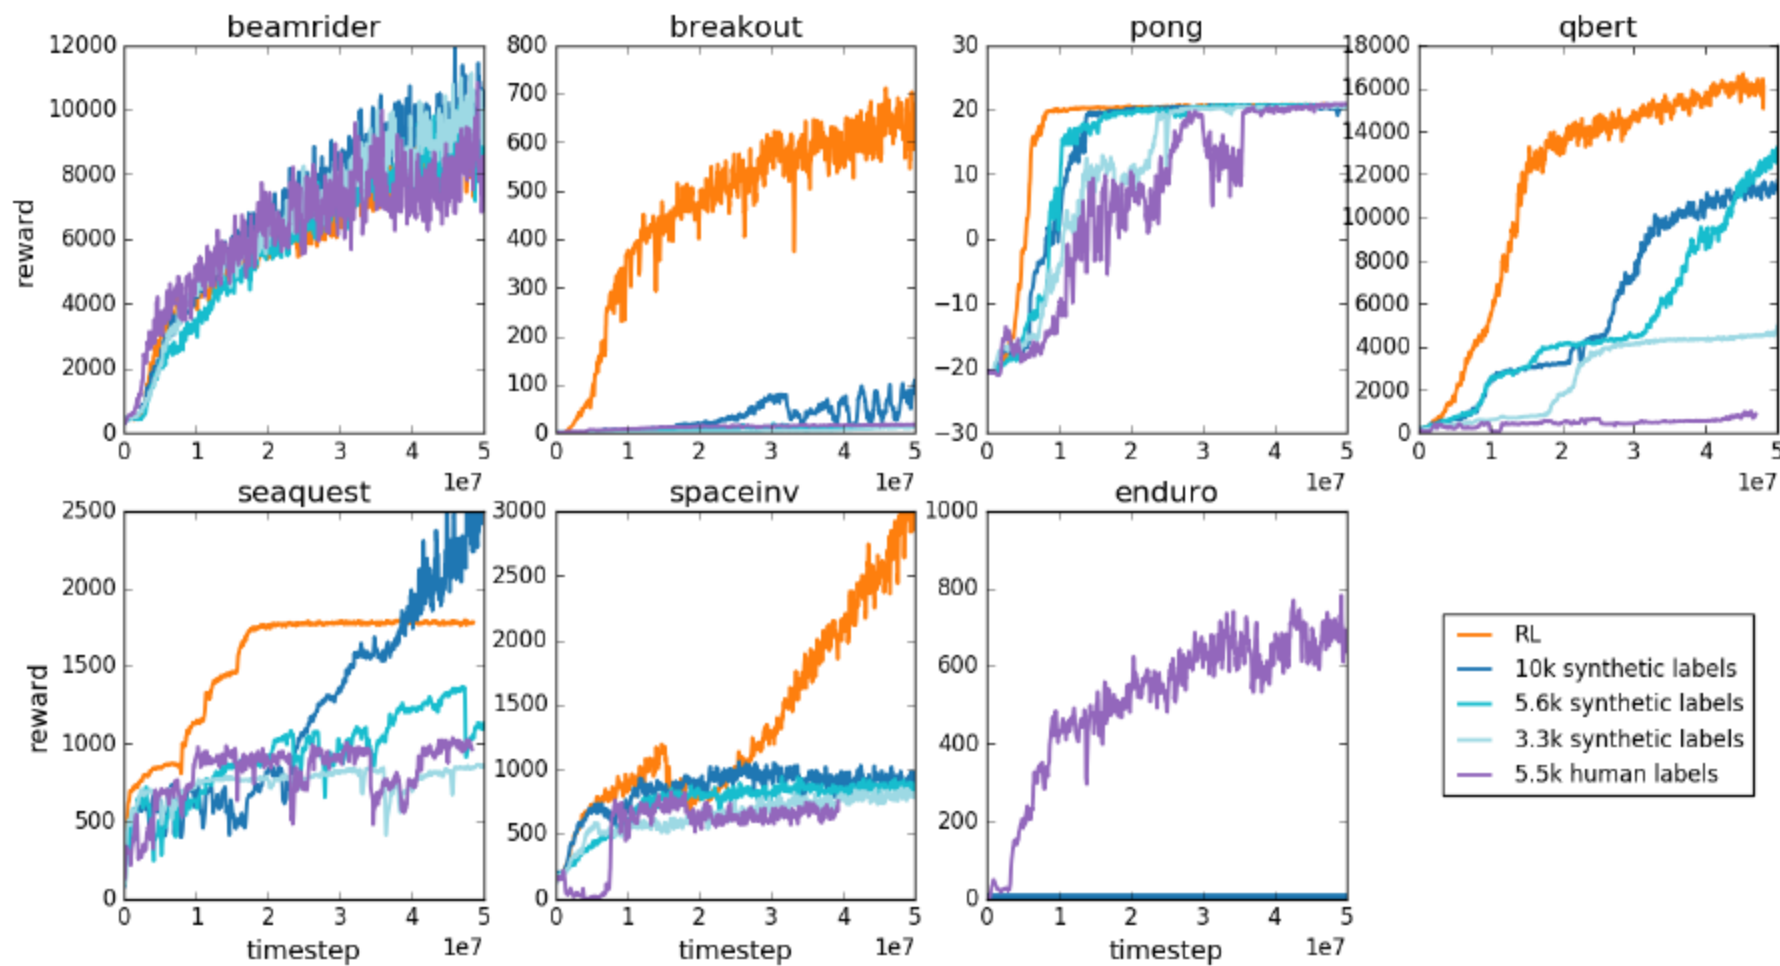 beamrider
breakout
pong
qbert
12000
10000
8000
6000
4000
2000
0
reward
0 1 2 3 4 5
1e7
800
700
600
500
400
300
200
100
0
0 1 2 3 4 5
1e7
30
20
10
0
−10
−20
−30
0 1 2 3 4 5
1e7
18000
16000
14000
12000
10000
8000
6000
4000
2000
0
0 1 2 3 4 5
1e7
seaquest
spaceinv
enduro
2500
2000
1500
1000
500
0
reward
0 1 2 3 4 5
timestep
1e7
3000
2500
2000
1500
1000
500
0
0 1 2 3 4 5
timestep
1e7
1000
800
600
400
200
0
0 1 2 3 4 5
timestep
1e7
RL
10k synthetic labels
5.6k synthetic labels
3.3k synthetic labels
5.5k human labels